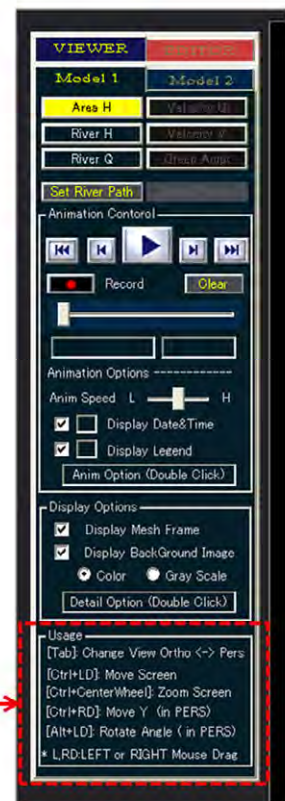 VIEWER
Model 1 Model 2
Area H
River H Velocity V
River Q Green Ampt
Set River Path
Animation Contorol
Record Clear
Animation Options ------------
Anim Speed L H
Display Date&Time
Display Legend
Anim Option (Double Click)
Display Options
Display Mesh Frame
Display BackGround Image
Color Gray Scale
Detail Option (Double Click)
Usage
[Tab]: Change View Ortho <-> Pers
[Ctrl+LD]: Move Screen
[Ctrl+CenterWheel]: Zoom Screen
[Ctrl+RD]: Move Y (in PERS)
[Alt+LD]: Rotate Angle ( in PERS)
* L,RD:LEFT or RIGHT Mouse Drag